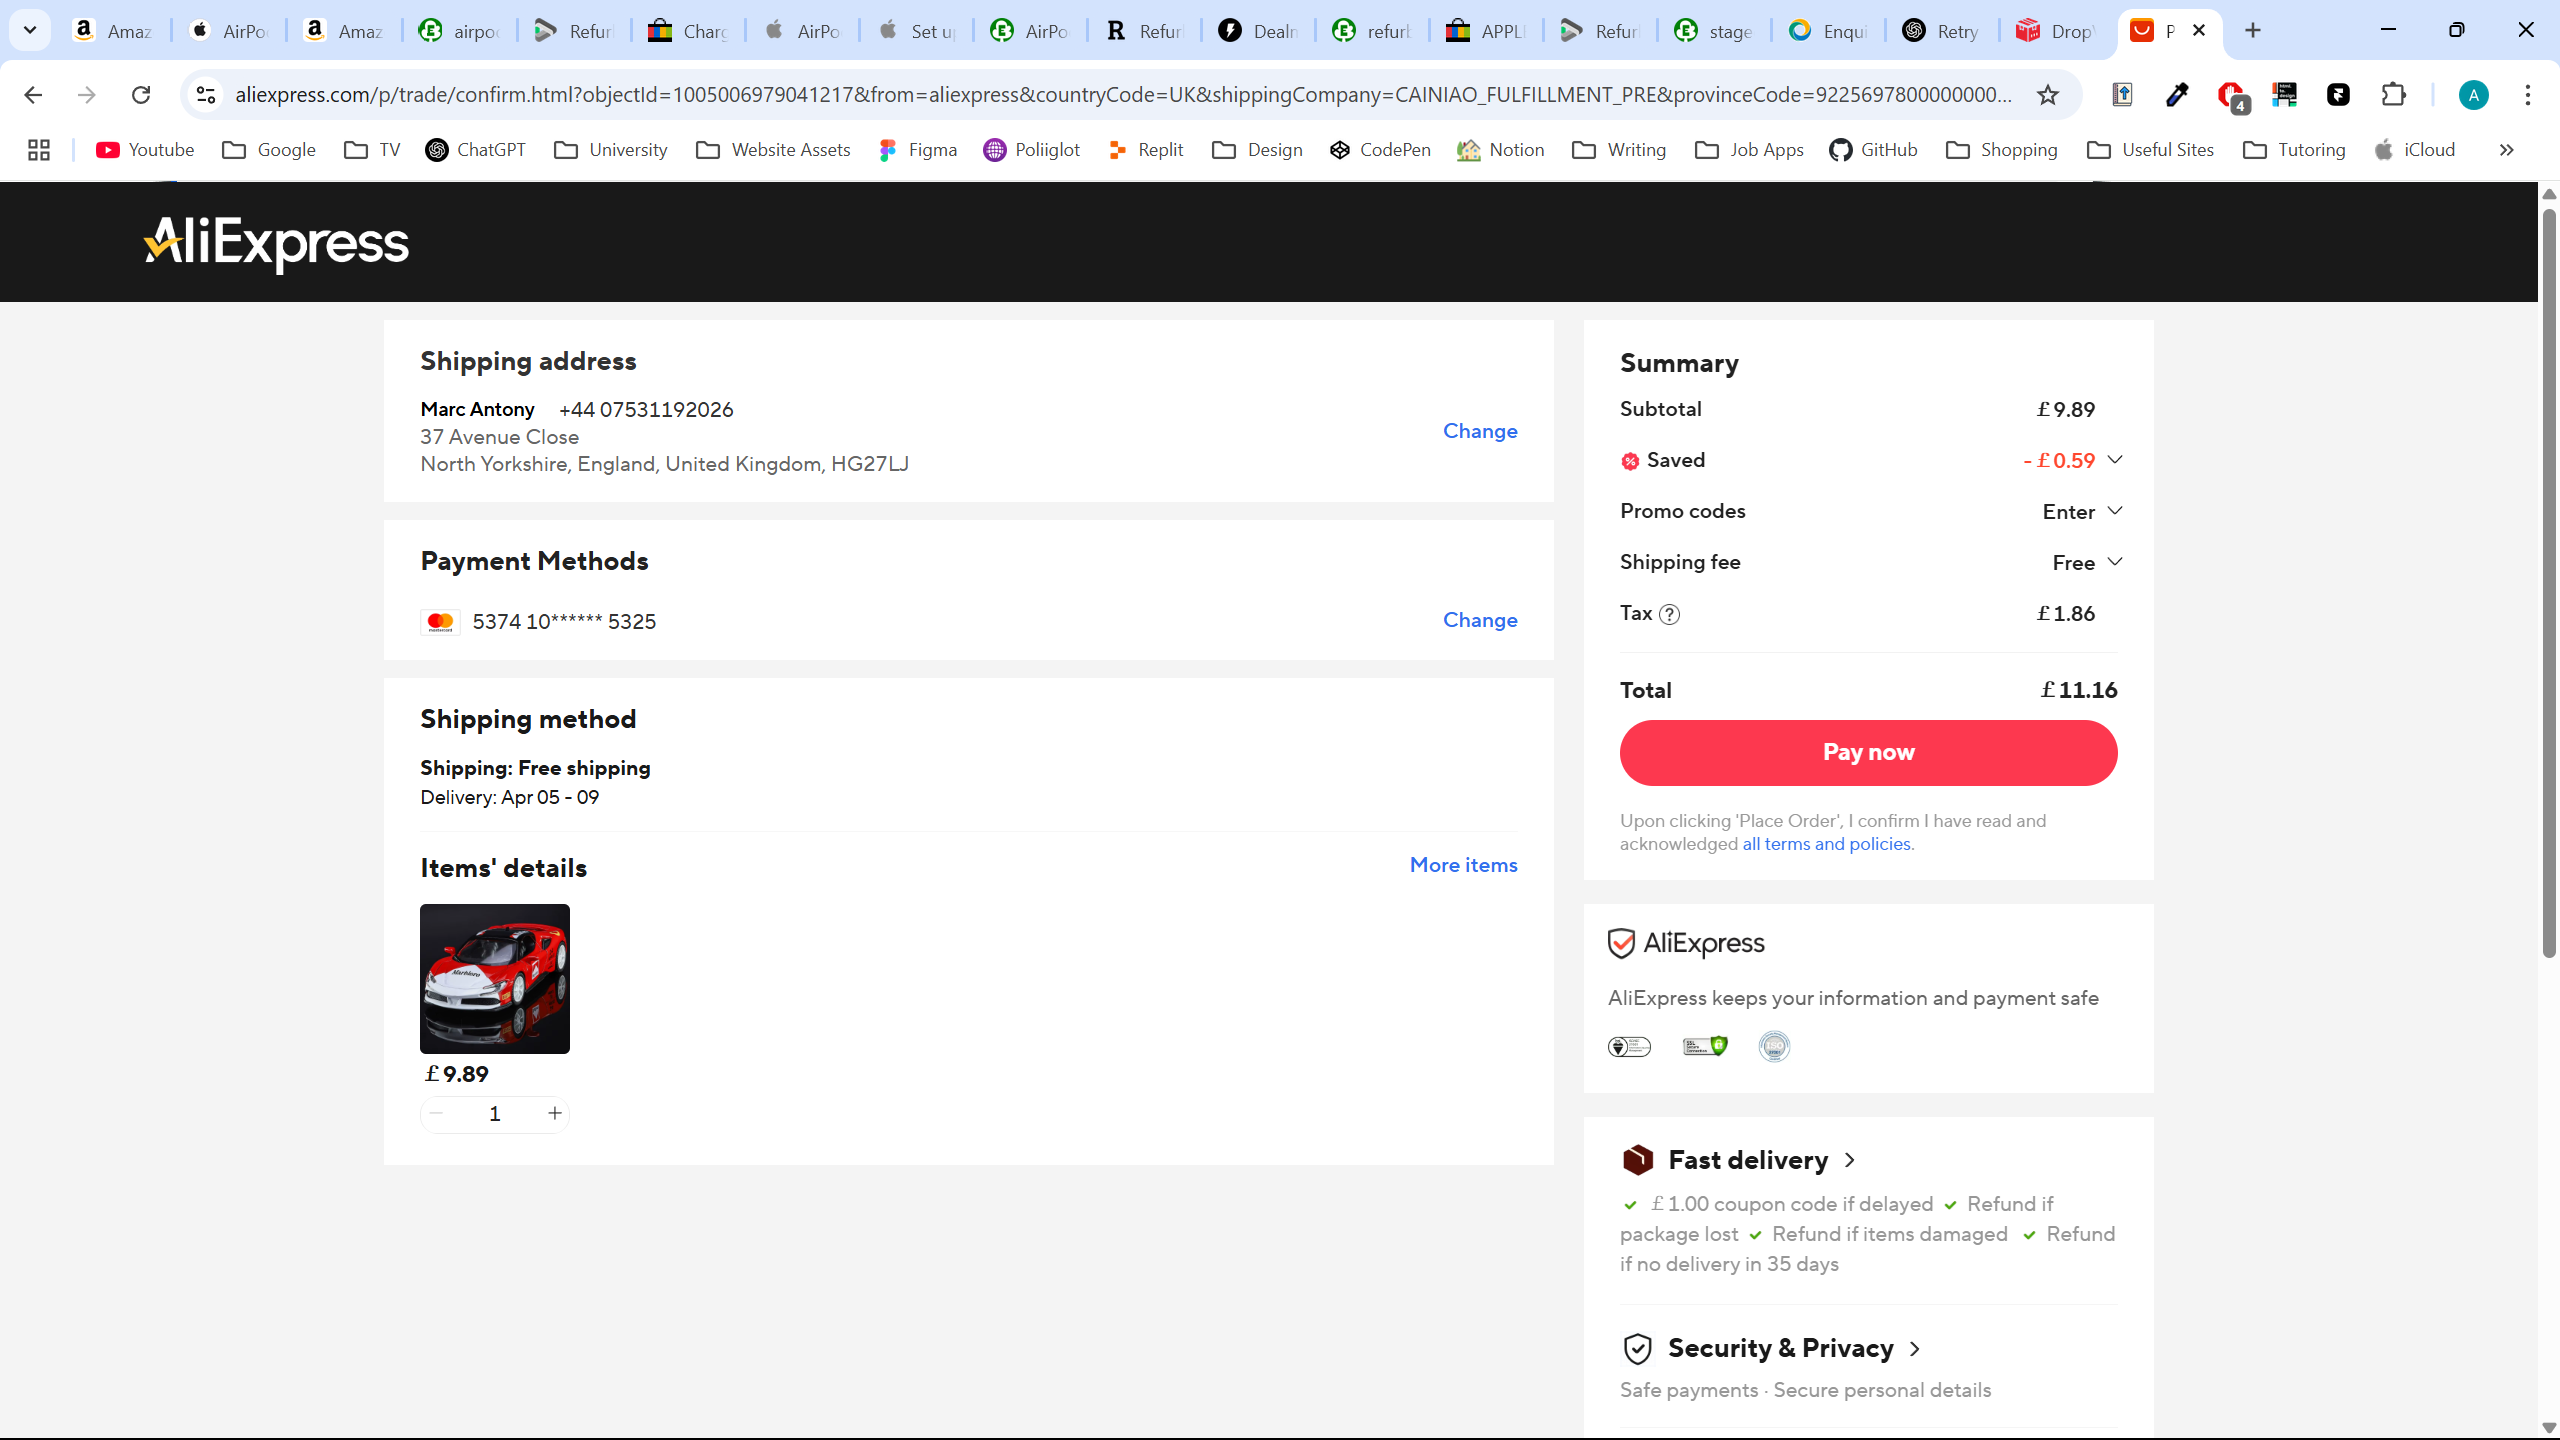 Amaz
AirPo
Amaz
airpo
Refur
Charg
AirPo
Set up
AirPo
Refur
Dealn
refurb
APPL
Refur
stage
Enqui
Retry
Drop
P
aliexpress.com/p/trade/confirm.html?objectId=1005006979041217&from=aliexpress&countryCode=UK&shippingCompany=CAINIAO_FULFILLMENT_PRE&provinceCode=9225697800000000...
4
A
Youtube
Google
TV
ChatGPT
University
Website Assets
Figma
Poliiglot
Replit
Design
CodePen
Notion
Writing
Job Apps
GitHub
Shopping
Useful Sites
Tutoring
iCloud
AliExpress
Shipping address
Marc Antony +44 07531192026
37 Avenue Close
North Yorkshire, England, United Kingdom, HG27LJ
Change
Payment Methods
5374 10****** 5325
Change
Shipping method
Shipping: Free shipping
Delivery: Apr 05 - 09
Items' details
More items
Marlboro
£9.89
1
Summary
Subtotal £9.89
Saved -£0.59
Promo codes Enter
Shipping fee Free
Tax £1.86
Total £11.16
Pay now
Upon clicking 'Place Order', I confirm I have read and
acknowledged all terms and policies.
AliExpress
AliExpress keeps your information and payment safe
Fast delivery
£1.00 coupon code if delayed Refund if
package lost Refund if items damaged Refund
if no delivery in 35 days
Security & Privacy
Safe payments · Secure personal details